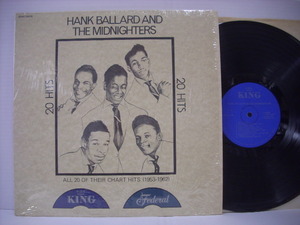 HANK BALLARD AND
THE MIDNIGHTERS
20 HITS
20 HITS
ALL 20 OF THEIR CHART HITS (1953-1962)
KING
Federal
KING